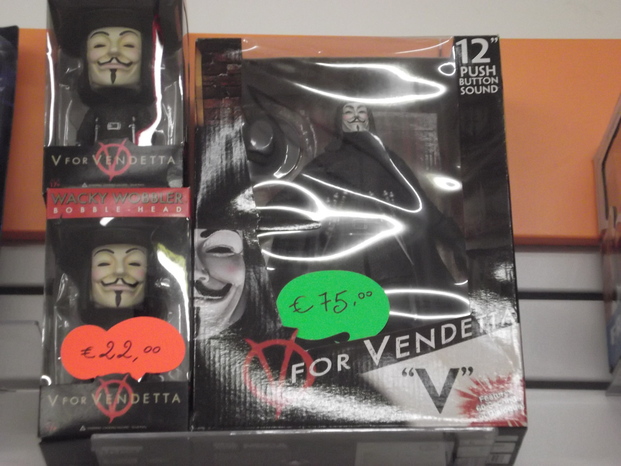 V FOR VENDETTA
WACKY WOBBLER
BOBBLE-HEAD
€22,00
V FOR VENDETTA
12"
PUSH
BUTTON
SOUND
€75,00
V FOR VENDETTA
"V"